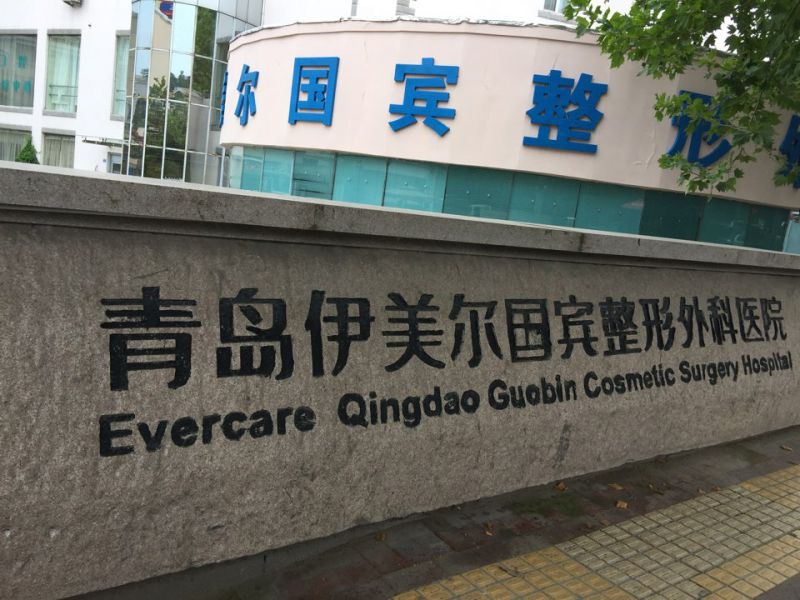 尔国宾整形
青岛伊美尔国宾整形外科医院
Evercare Qingdao Guobin Cosmetic Surgery Hospital